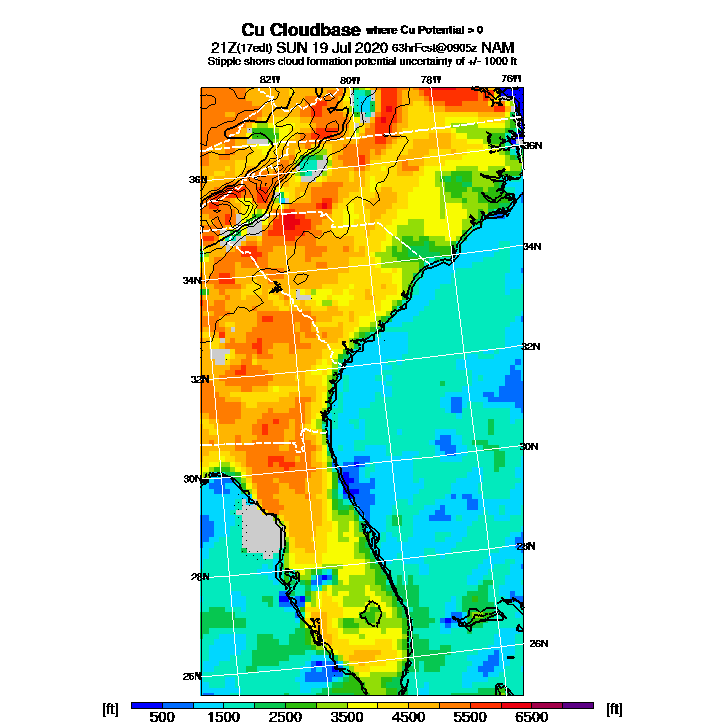 Cu Cloudbase where Cu Potential > 0
21Z(17edt) SUN 19 Jul 2020 63hrFcst@0905z NAM
Stipple shows cloud formation potential uncertainty of +/- 1000 ft
82W 80W 78W 76W
36N
36N
34N
34N
32N
32N
30N
30N
28N
28N
26N
26N
[ft] [ft]
500 1500 2500 3500 4500 5500 6500